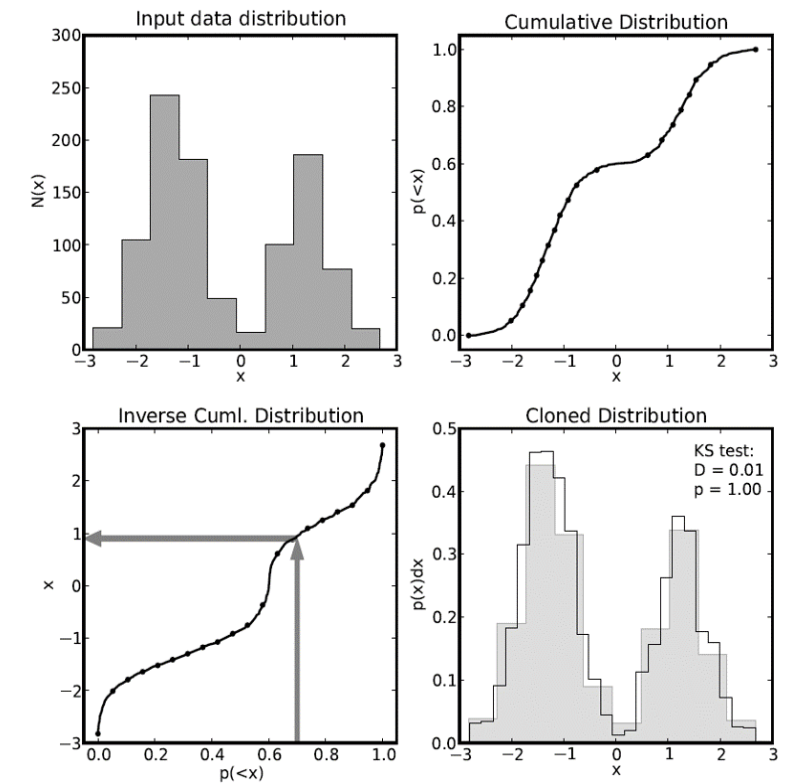 Input data distribution
300
250
200
150
100
50
0
N(x)
−3 −2 −1 0 1 2 3
x
Cumulative Distribution
1.0
0.8
0.6
0.4
0.2
0.0
p(<x)
−3 −2 −1 0 1 2 3
x
Inverse Cuml. Distribution
3
2
1
0
−1
−2
−3
x
0.0 0.2 0.4 0.6 0.8 1.0
p(<x)
Cloned Distribution
KS test:
D = 0.01
p = 1.00
0.5
0.4
0.3
0.2
0.1
0.0
p(x)dx
−3 −2 −1 0 1 2 3
x